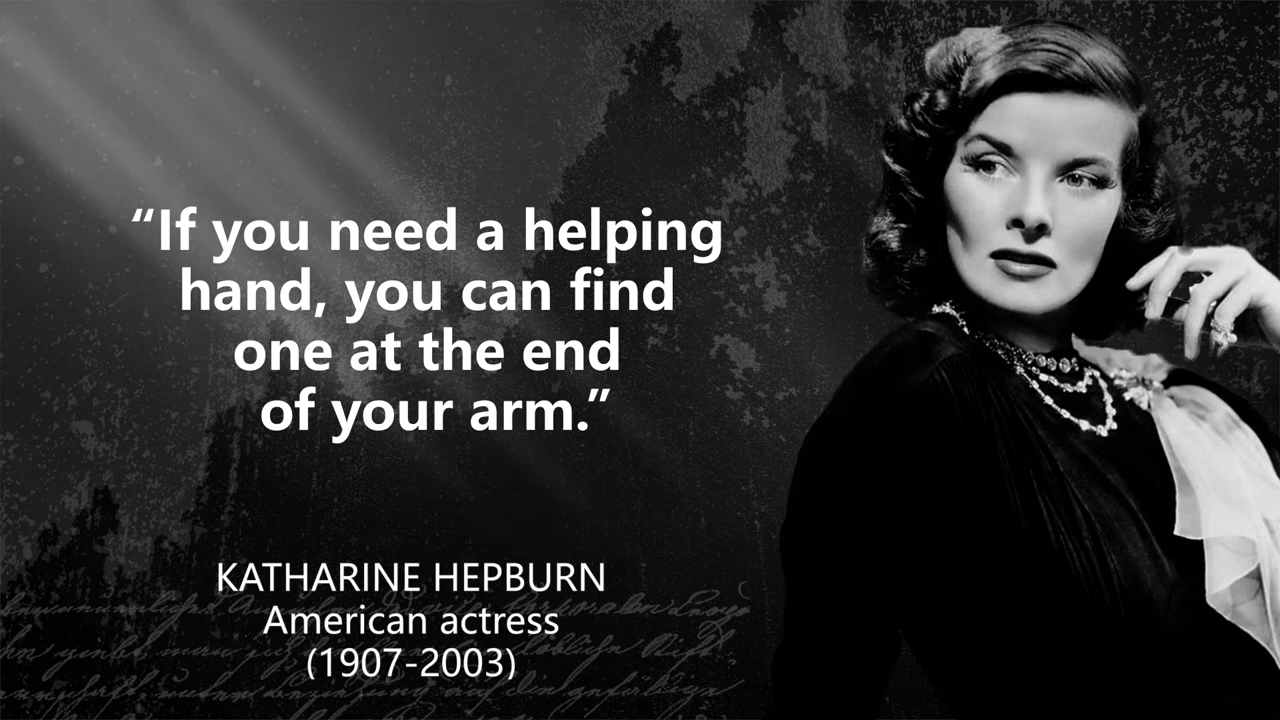 “If you need a helping
hand, you can find
one at the end
of your arm.”
KATHARINE HEPBURN
American actress
(1907-2003)